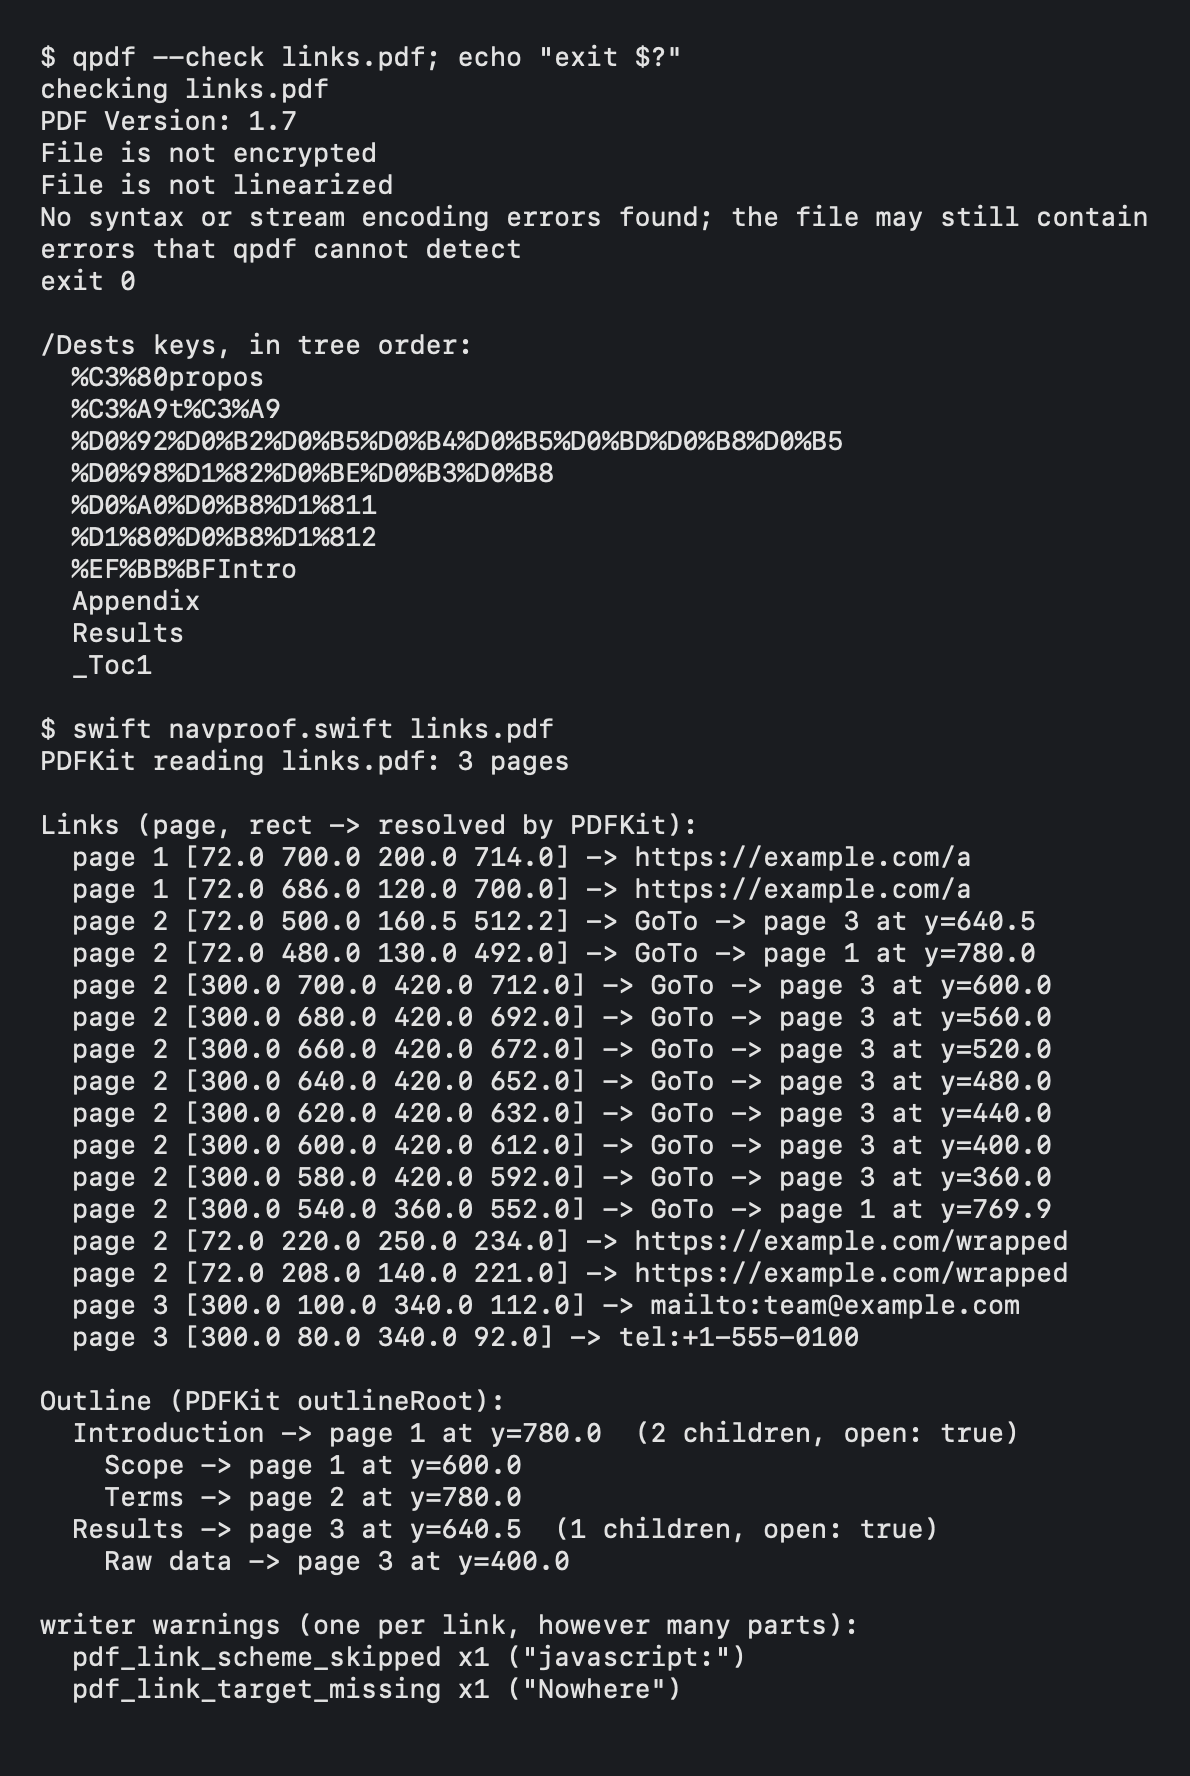 $ qpdf --check links.pdf; echo "exit $?"
checking links.pdf
PDF Version: 1.7
File is not encrypted
File is not linearized
No syntax or stream encoding errors found; the file may still contain
errors that qpdf cannot detect
exit 0

/Dests keys, in tree order:
  %C3%80propos
  %C3%A9t%C3%A9
  %D0%92%D0%B2%D0%B5%D0%B4%D0%B5%D0%BD%D0%B8%D0%B5
  %D0%98%D1%82%D0%BE%D0%B3%D0%B8
  %D0%A0%D0%B8%D1%811
  %D1%80%D0%B8%D1%812
  %EF%BB%BFIntro
  Appendix
  Results
  _Toc1

$ swift navproof.swift links.pdf
PDFKit reading links.pdf: 3 pages

Links (page, rect -> resolved by PDFKit):
  page 1 [72.0 700.0 200.0 714.0] -> https://example.com/a
  page 1 [72.0 686.0 120.0 700.0] -> https://example.com/a
  page 2 [72.0 500.0 160.5 512.2] -> GoTo -> page 3 at y=640.5
  page 2 [72.0 480.0 130.0 492.0] -> GoTo -> page 1 at y=780.0
  page 2 [300.0 700.0 420.0 712.0] -> GoTo -> page 3 at y=600.0
  page 2 [300.0 680.0 420.0 692.0] -> GoTo -> page 3 at y=560.0
  page 2 [300.0 660.0 420.0 672.0] -> GoTo -> page 3 at y=520.0
  page 2 [300.0 640.0 420.0 652.0] -> GoTo -> page 3 at y=480.0
  page 2 [300.0 620.0 420.0 632.0] -> GoTo -> page 3 at y=440.0
  page 2 [300.0 600.0 420.0 612.0] -> GoTo -> page 3 at y=400.0
  page 2 [300.0 580.0 420.0 592.0] -> GoTo -> page 3 at y=360.0
  page 2 [300.0 540.0 360.0 552.0] -> GoTo -> page 1 at y=769.9
  page 2 [72.0 220.0 250.0 234.0] -> https://example.com/wrapped
  page 2 [72.0 208.0 140.0 221.0] -> https://example.com/wrapped
  page 3 [300.0 100.0 340.0 112.0] -> mailto:team@example.com
  page 3 [300.0 80.0 340.0 92.0] -> tel:+1-555-0100

Outline (PDFKit outlineRoot):
  Introduction -> page 1 at y=780.0  (2 children, open: true)
    Scope -> page 1 at y=600.0
    Terms -> page 2 at y=780.0
  Results -> page 3 at y=640.5  (1 children, open: true)
    Raw data -> page 3 at y=400.0

writer warnings (one per link, however many parts):
  pdf_link_scheme_skipped x1 ("javascript:")
  pdf_link_target_missing x1 ("Nowhere")